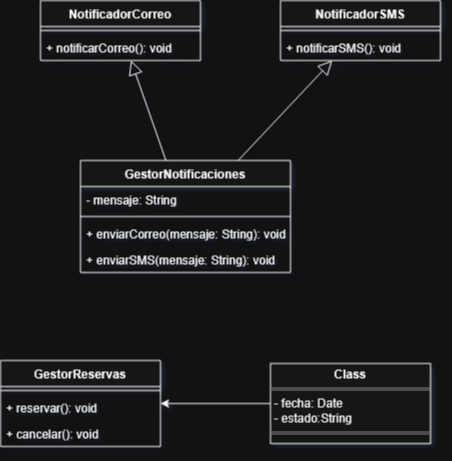 NotificadorCorreo
+ notificarCorreo(): void
NotificadorSMS
+ notificarSMS(): void
GestorNotificaciones
- mensaje: String
+ enviarCorreo(mensaje: String): void
+ enviarSMS(mensaje: String): void
GestorReservas
+ reservar(): void
+ cancelar(): void
Class
- fecha: Date
- estado:String